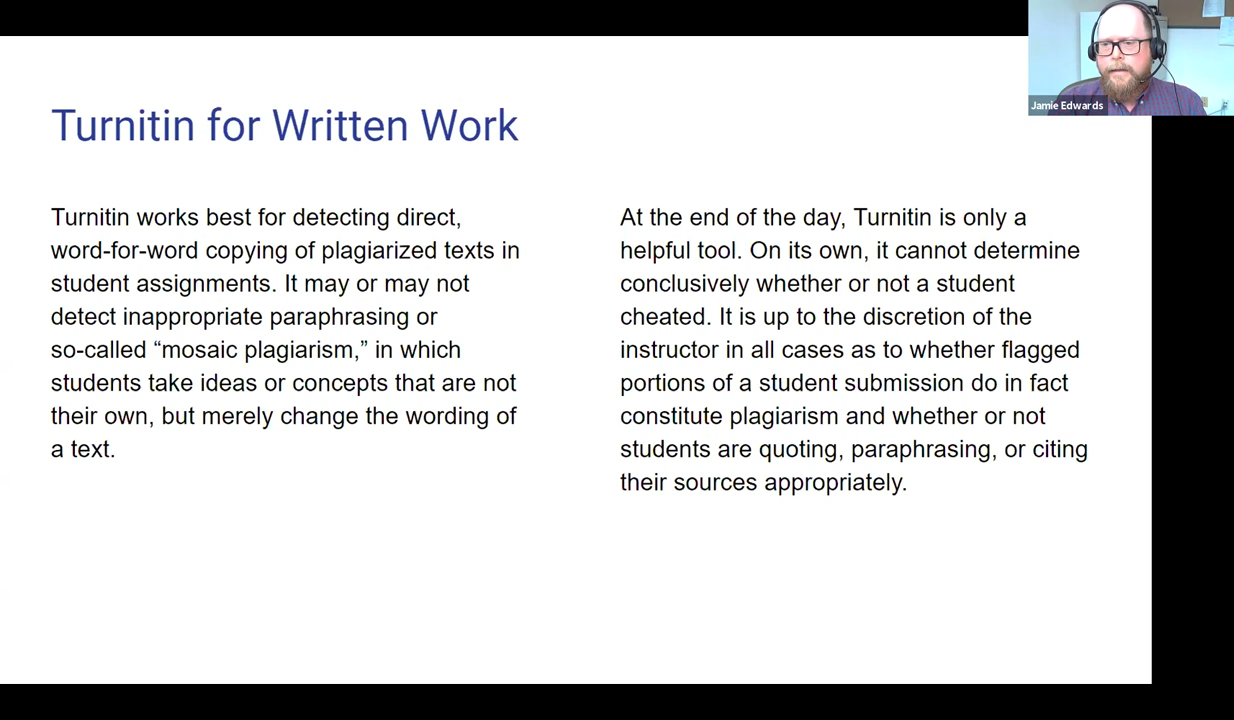 Turnitin for Written Work
Turnitin works best for detecting direct,
word-for-word copying of plagiarized texts in
student assignments. It may or may not
detect inappropriate paraphrasing or
so-called “mosaic plagiarism,” in which
students take ideas or concepts that are not
their own, but merely change the wording of
a text.
At the end of the day, Turnitin is only a
helpful tool. On its own, it cannot determine
conclusively whether or not a student
cheated. It is up to the discretion of the
instructor in all cases as to whether flagged
portions of a student submission do in fact
constitute plagiarism and whether or not
students are quoting, paraphrasing, or citing
their sources appropriately.
Jamie Edwards